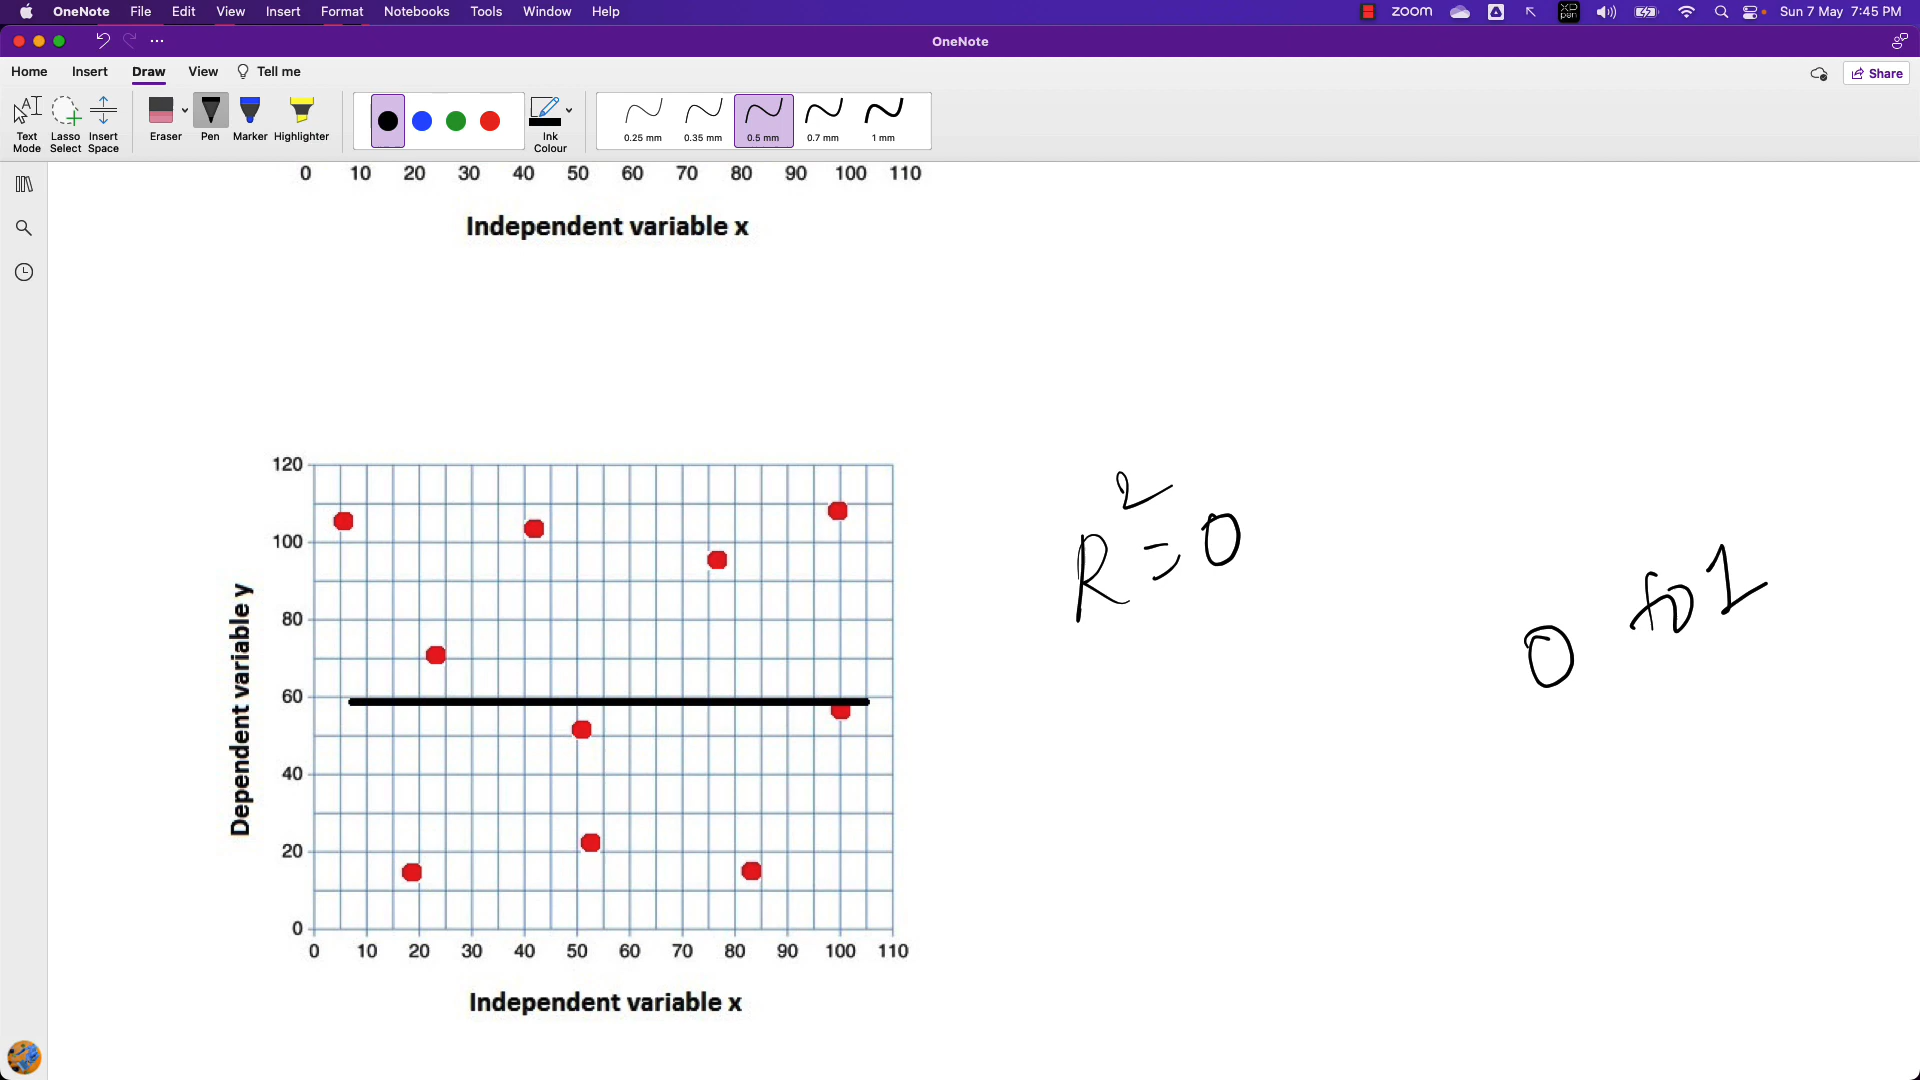 OneNote File Edit View Insert Format Notebooks Tools Window Help zoom XP pen Sun 7 May 7:45 PM
OneNote
Home Insert Draw View Tell me Share
Text Mode
Lasso Select
Insert Space
Eraser
Pen
Marker
Highlighter
Ink Colour
0.25 mm
0.35 mm
0.5 mm
0.7 mm
1 mm
0 10 20 30 40 50 60 70 80 90 100 110
Independent variable x
120
100
80
60
40
20
0
Dependent variable y
0 10 20 30 40 50 60 70 80 90 100 110
Independent variable x
R² = 0
0 to 1